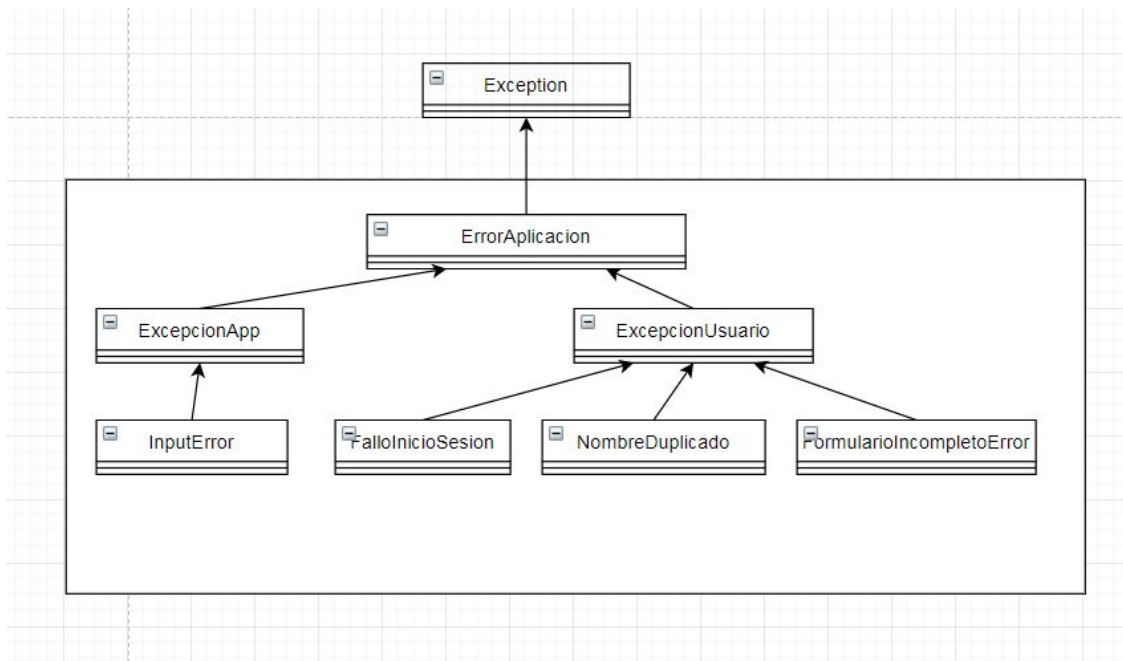 Exception
ErrorAplicacion
ExcepcionApp
ExcepcionUsuario
InputError
FalloInicioSesion
NombreDuplicado
FormularioIncompletoError